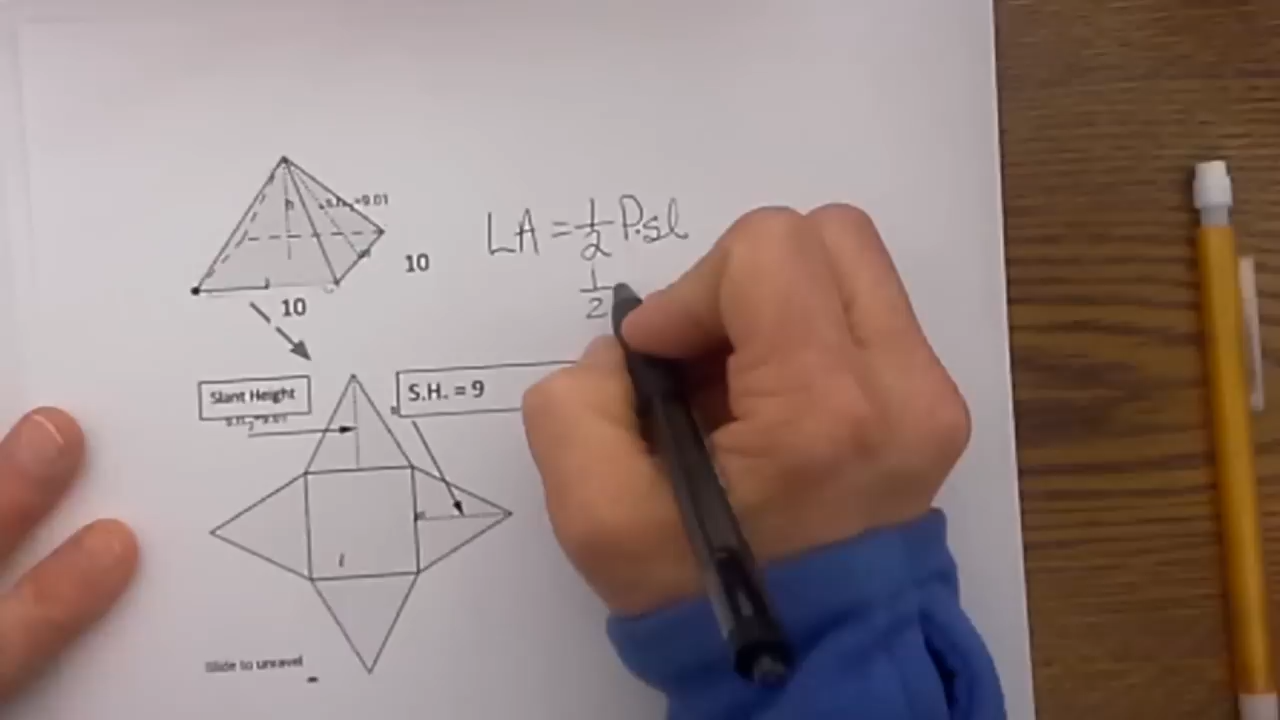 h
=9.01
LA = 1/2 P.sl
10
10
1/2
Slant Height
S.H. = 9
l
Slide to unravel